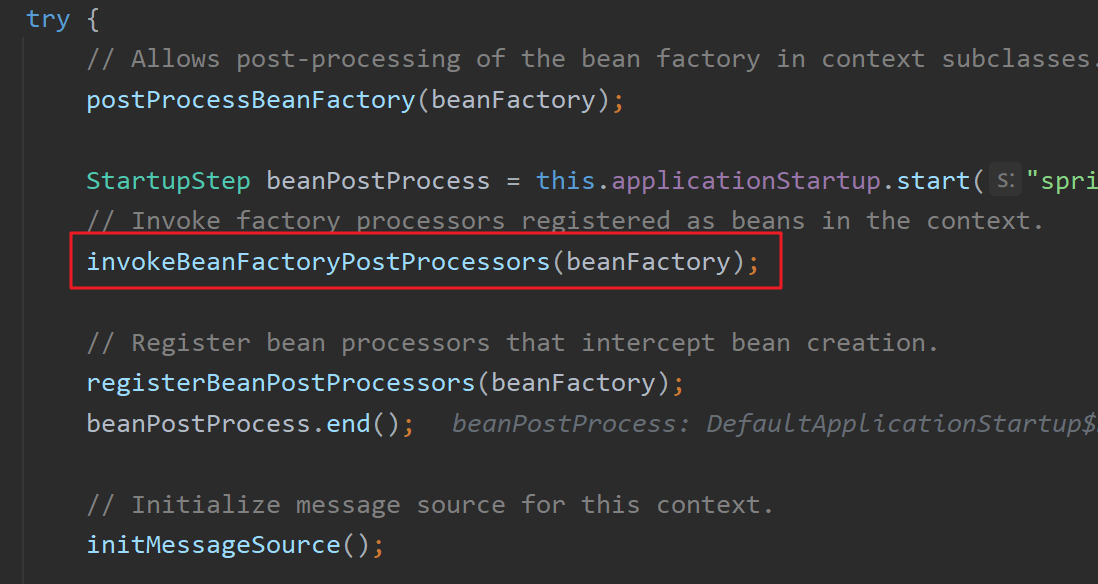 try {
// Allows post-processing of the bean factory in context subclasses.
postProcessBeanFactory(beanFactory);
StartupStep beanPostProcess = this.applicationStartup.start( s: "spri
// Invoke factory processors registered as beans in the context.
invokeBeanFactoryPostProcessors(beanFactory);
// Register bean processors that intercept bean creation.
registerBeanPostProcessors(beanFactory);
beanPostProcess.end(); beanPostProcess: DefaultApplicationStartup$
// Initialize message source for this context.
initMessageSource();